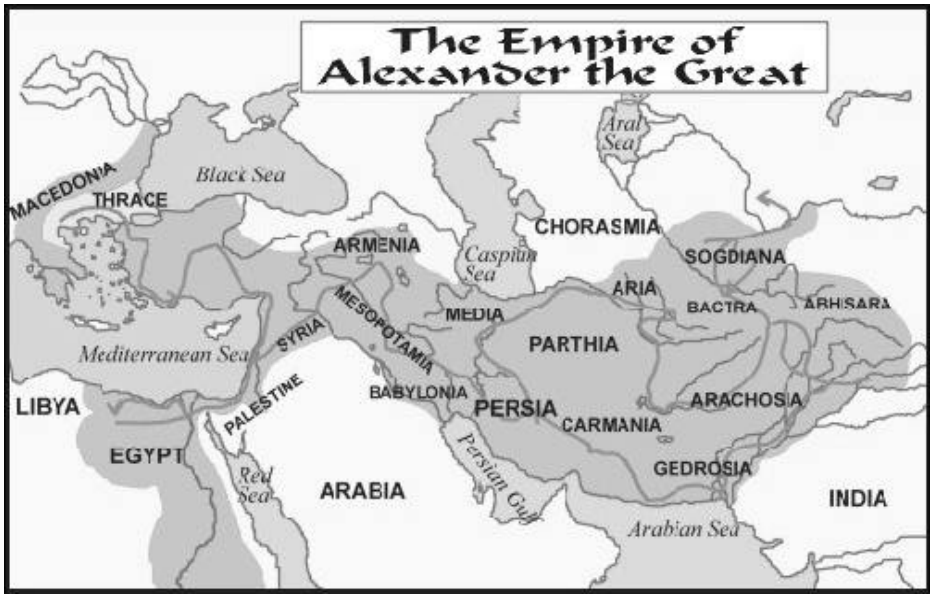 The Empire of
Alexander the Great
Aral
Sea
Black Sea
MACEDONIA
THRACE
CHORASMIA
ARMENIA
Caspian
Sea
SOGDIANA
ARIA
BACTRA
ABHISARA
MESOPOTAMIA
MEDIA
SYRIA
PARTHIA
Mediterranean Sea
BABYLONIA
PERSIA
ARACHOSIA
LIBYA
PALESTINE
CARMANIA
EGYPT
GEDROSIA
Red
Sea
Persian Gulf
ARABIA
INDIA
Arabian Sea